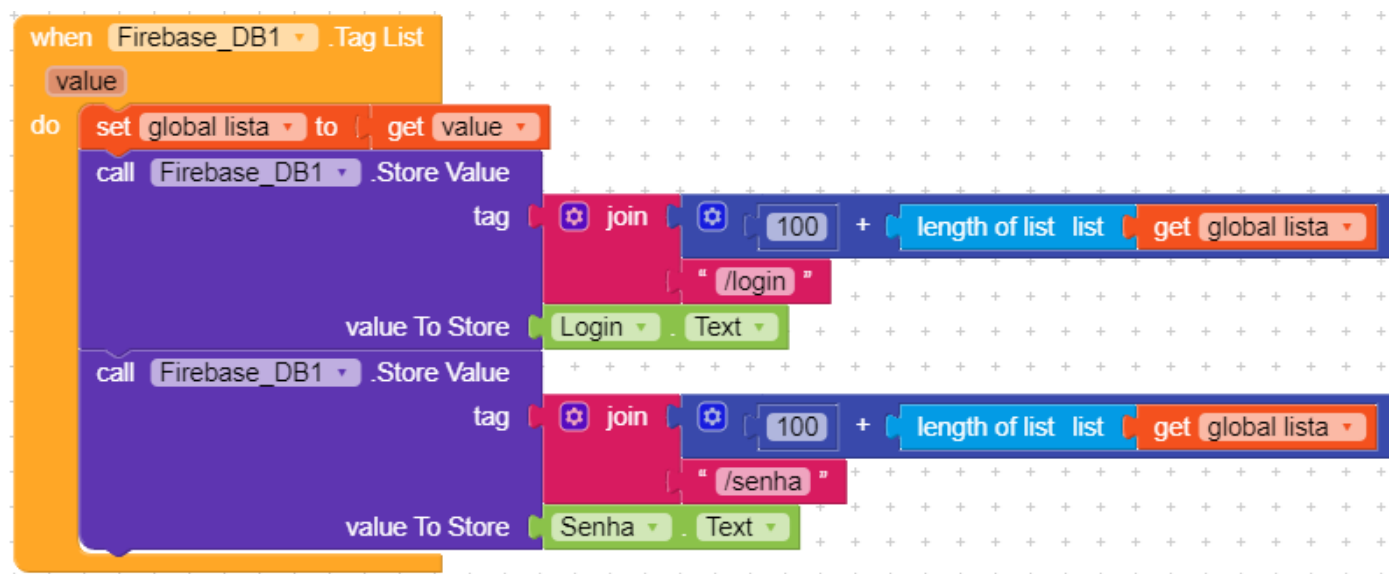 when Firebase_DB1 .Tag List
value
do set global lista to get value
call Firebase_DB1 .Store Value
tag join 100 + length of list list get global lista
“ /login ”
value To Store Login . Text
call Firebase_DB1 .Store Value
tag join 100 + length of list list get global lista
“ /senha ”
value To Store Senha . Text